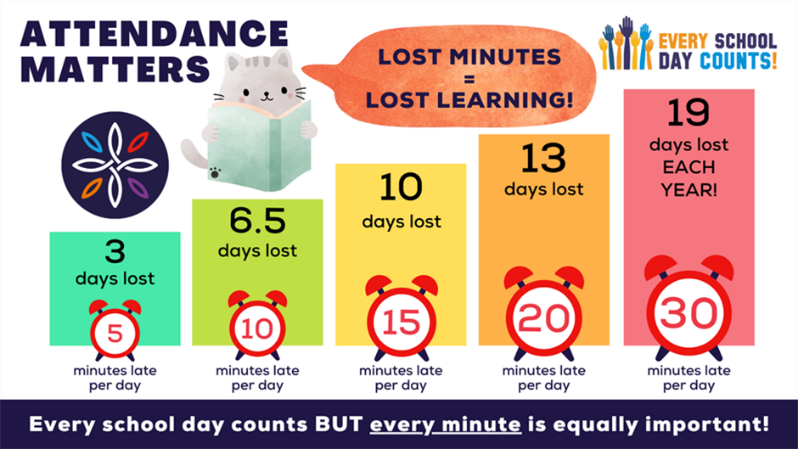 ATTENDANCE
MATTERS
LOST MINUTES
=
LOST LEARNING!
EVERY SCHOOL
DAY COUNTS!
3
days lost
5
minutes late
per day
6.5
days lost
10
minutes late
per day
10
days lost
15
minutes late
per day
13
days lost
20
minutes late
per day
19
days lost
EACH
YEAR!
30
minutes late
per day
Every school day counts BUT every minute is equally important!